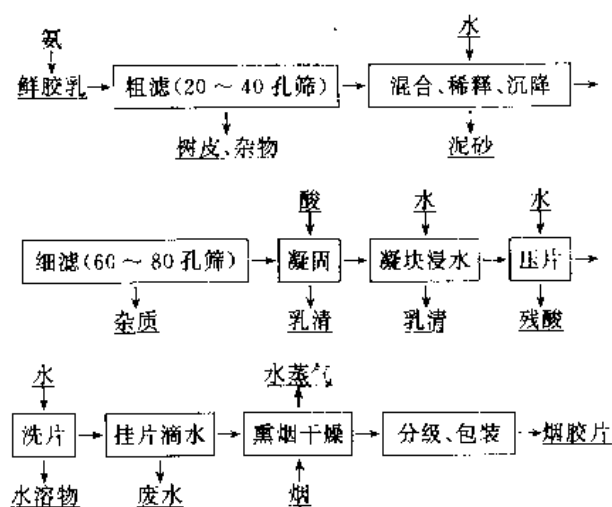 氨
水
鲜胶乳
粗滤(20～40孔筛)
混合、稀释、沉降
树皮、杂物
泥砂
酸
水
水
细滤(60～80孔筛)
凝固
凝块浸水
压片
杂质
乳清
乳清
残酸
水
水蒸气
洗片
挂片滴水
熏烟干燥
分级、包装
烟胶片
水溶物
废水
烟